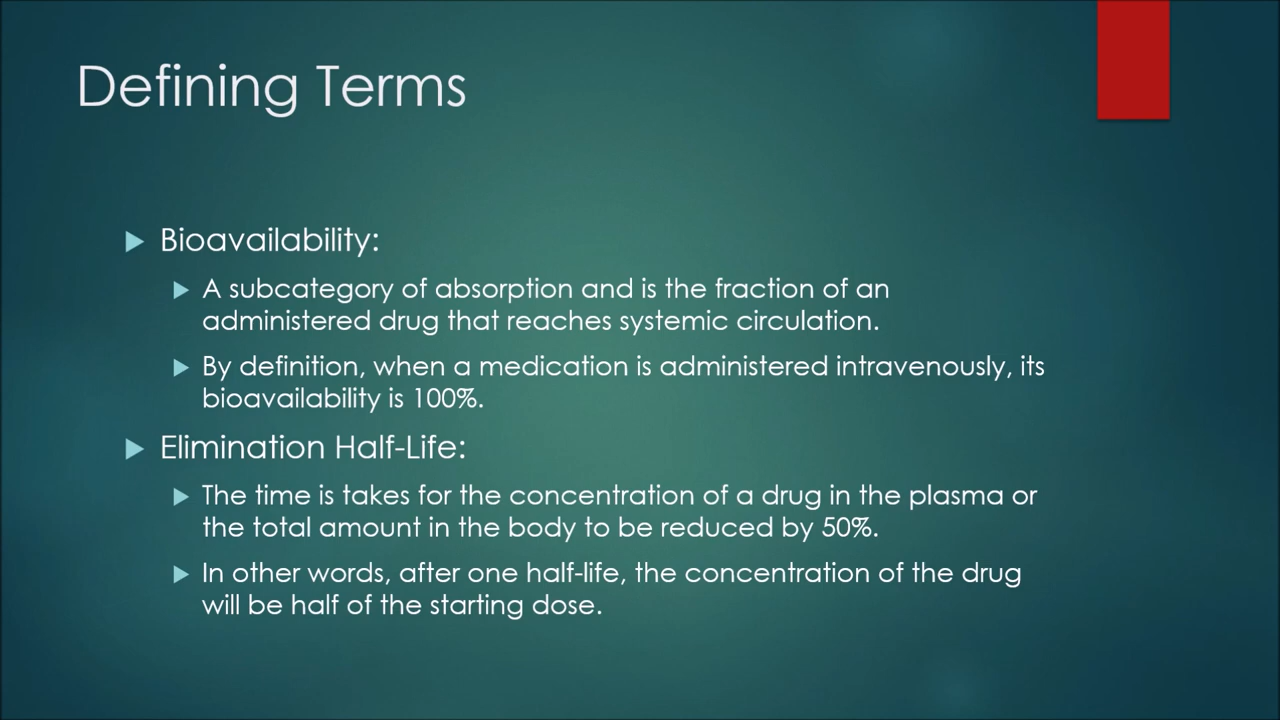 Defining Terms
Bioavailability:
A subcategory of absorption and is the fraction of an
administered drug that reaches systemic circulation.
By definition, when a medication is administered intravenously, its
bioavailability is 100%.
Elimination Half-Life:
The time is takes for the concentration of a drug in the plasma or
the total amount in the body to be reduced by 50%.
In other words, after one half-life, the concentration of the drug
will be half of the starting dose.